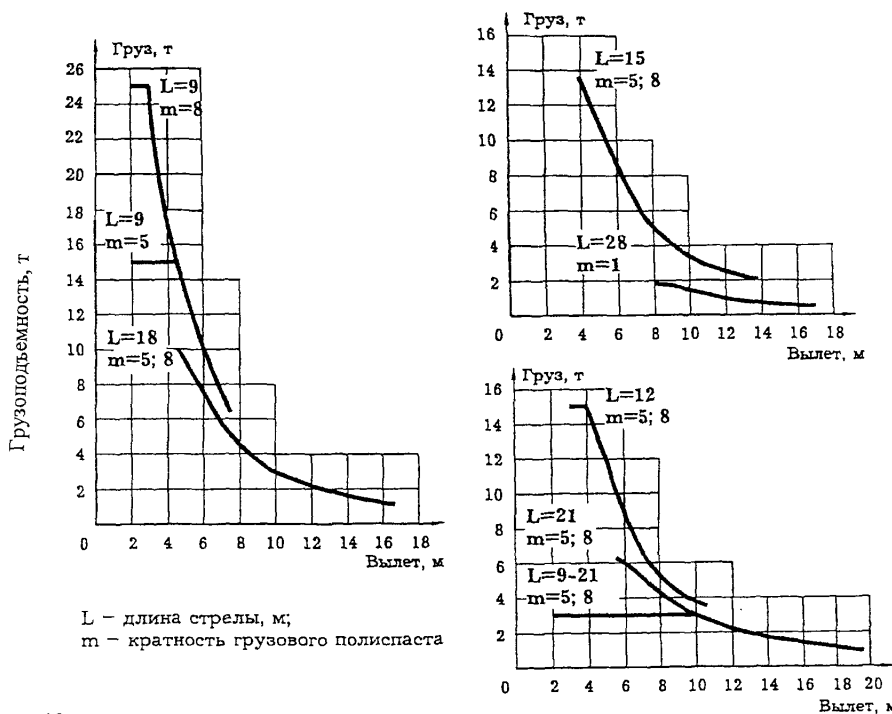 Грузоподъемность, т
Груз, т
26
24
22
20
18
16
14
12
10
8
6
4
2
0 2 4 6 8 10 12 14 16 18
Вылет, м
L=9
m=8
L=9
m=5
L=18
m=5; 8
L – длина стрелы, м;
m – кратность грузового полиспаста
Груз, т
16
14
12
10
8
6
4
2
0 2 4 6 8 10 12 14 16 18
Вылет, м
L=15
m=5; 8
L=28
m=1
Груз, т
16
14
12
10
8
6
4
2
0 2 4 6 8 10 12 14 16 18 20
Вылет, м
L=12
m=5; 8
L=21
m=5; 8
L=9-21
m=5; 8